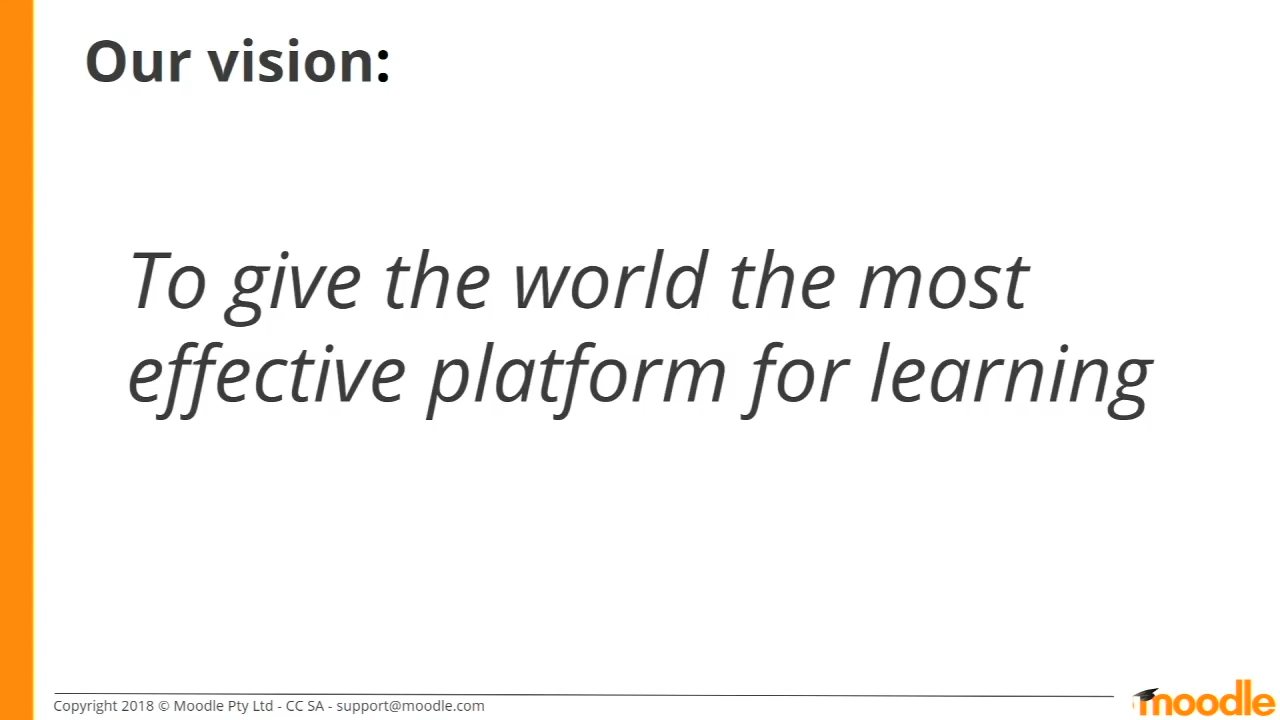 Our vision:
To give the world the most
effective platform for learning
Copyright 2018 © Moodle Pty Ltd - CC SA - support@moodle.com
moodle